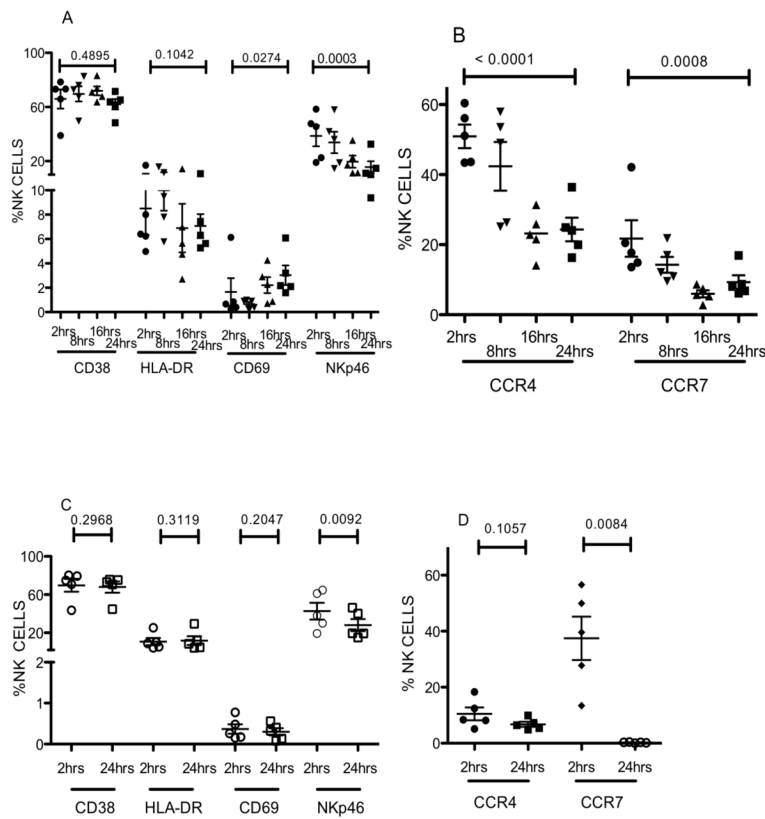 A
0.4895 0.1042 0.0274 0.0003
100
60
20
10
8
6
4
2
0
%NK CELLS
2hrs 16hrs 2hrs 16hrs 2hrs 16hrs 2hrs 16hrs
8hrs 24hrs 8hrs 24hrs 8hrs 24hrs 8hrs 24hrs
CD38 HLA-DR CD69 NKp46
B
< 0.0001 0.0008
60
40
20
0
%NK CELLS
2hrs 16hrs 2hrs 16hrs
8hrs 24hrs 8hrs 24hrs
CCR4 CCR7
C
0.2968 0.3119 0.2047 0.0092
100
60
20
2
1
0
%NK CELLS
2hrs 24hrs 2hrs 24hrs 2hrs 24hrs 2hrs 24hrs
CD38 HLA-DR CD69 NKp46
D
0.1057 0.0084
60
40
20
0
% NK CELLS
2hrs 24hrs 2hrs 24hrs
CCR4 CCR7